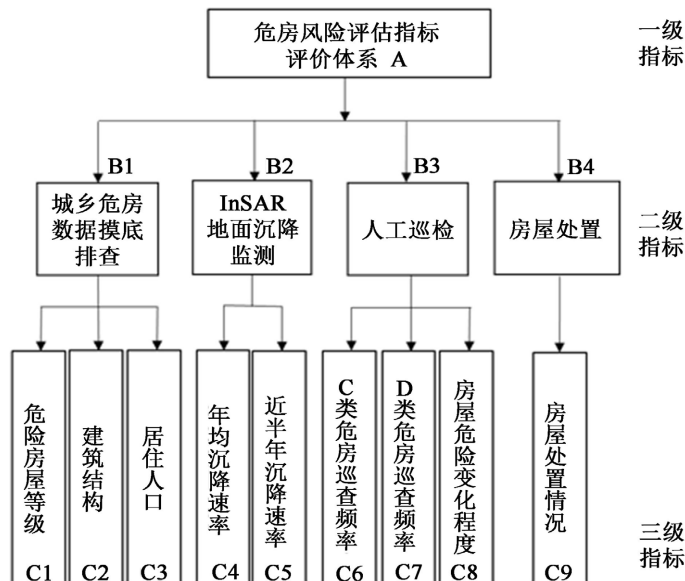 危房风险评估指标
评价体系 A
一级
指标
B1
城乡危房
数据摸底
排查
B2
InSAR
地面沉降
监测
B3
人工巡检
B4
房屋处置
二级
指标
危险房屋等级
C1
建筑结构
C2
居住人口
C3
年均沉降速率
C4
近半年沉降速率
C5
C类危房巡查频率
C6
D类危房巡查频率
C7
房屋危险变化程度
C8
房屋处置情况
C9
三级
指标